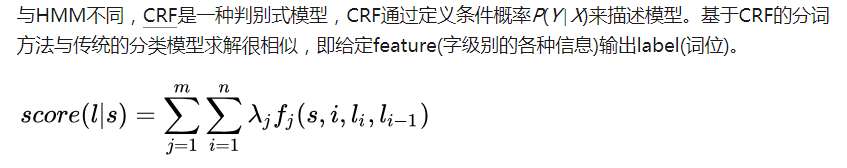 与HMM不同，CRF是一种判别式模型，CRF通过定义条件概率P(Y | X)来描述模型。基于CRF的分词
方法与传统的分类模型求解很相似，即给定feature(字级别的各种信息)输出label(词位)。
score(l|s) = ∑_{j=1}^{m} ∑_{i=1}^{n} λ_j f_j(s, i, l_i, l_{i−1})